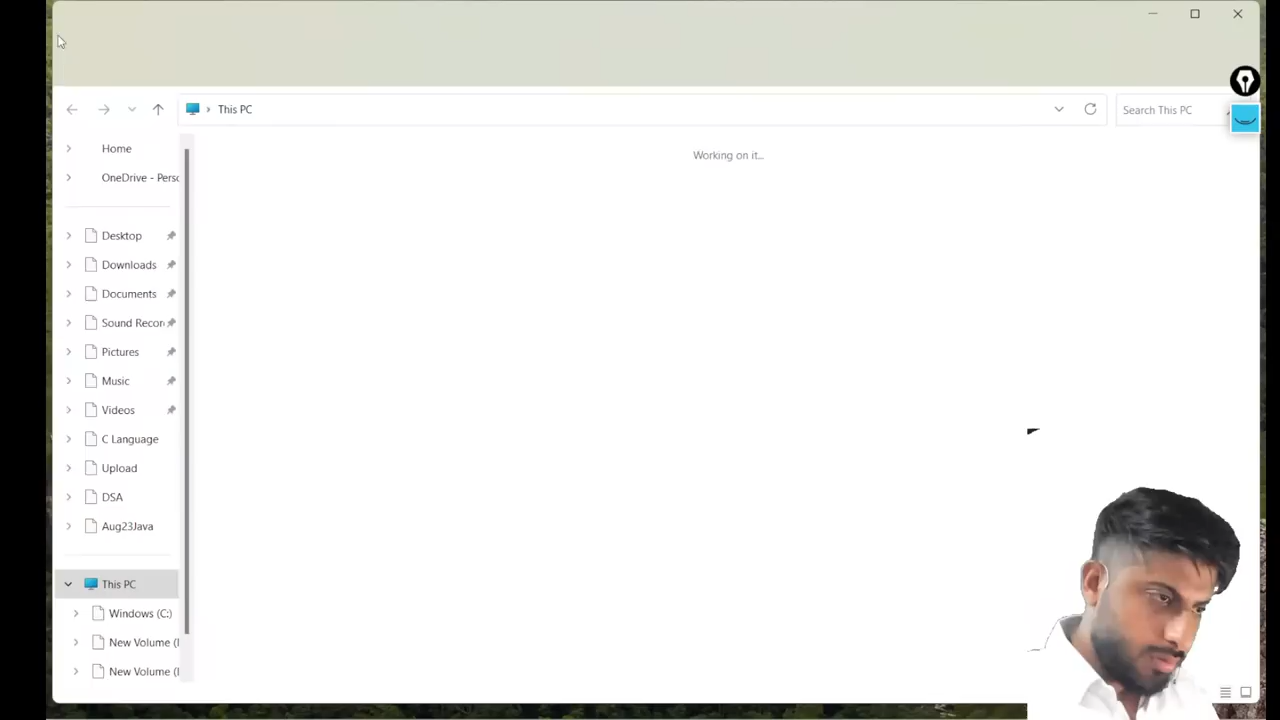 This PC
Search This PC
Working on it...
Home
OneDrive - Perso
Desktop
Downloads
Documents
Sound Recor
Pictures
Music
Videos
C Language
Upload
DSA
Aug23Java
This PC
Windows (C:)
New Volume (
New Volume (